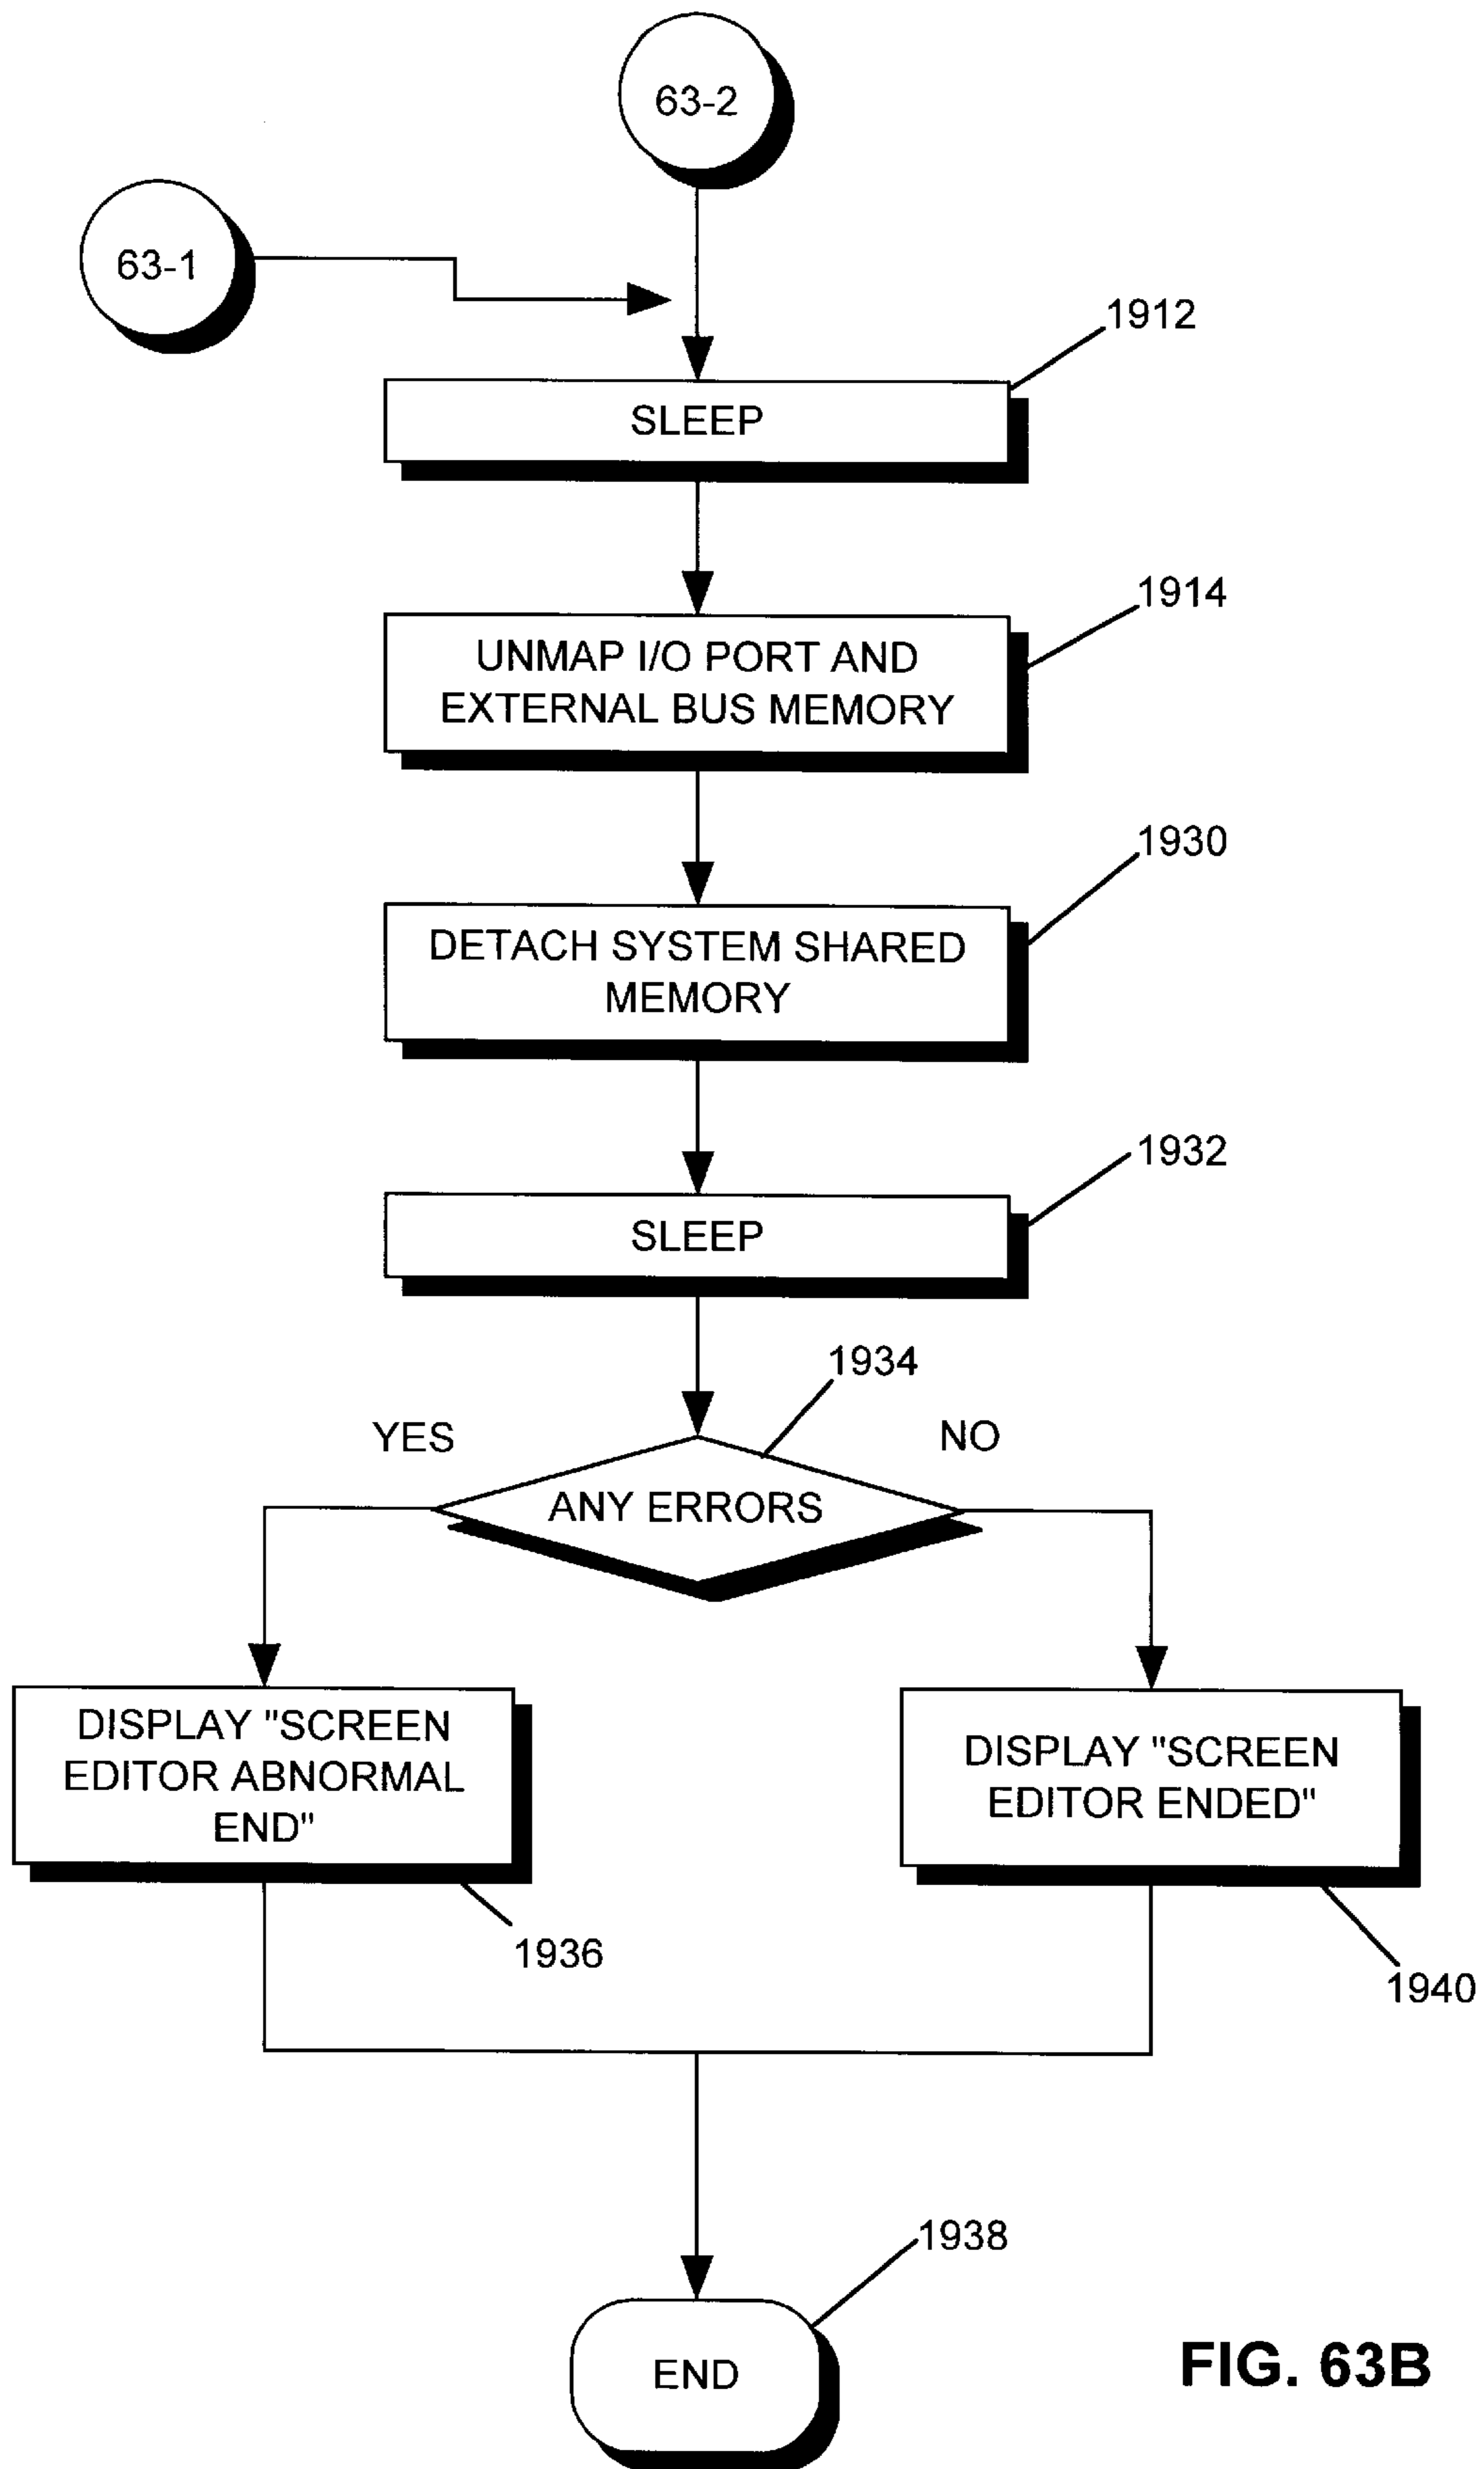 63-2
63-1
1912
SLEEP
1914
UNMAP I/O PORT AND
EXTERNAL BUS MEMORY
1930
DETACH SYSTEM SHARED
MEMORY
1932
SLEEP
1934
YES
NO
ANY ERRORS
DISPLAY "SCREEN
EDITOR ABNORMAL
END"
DISPLAY "SCREEN
EDITOR ENDED"
1936
1940
1938
END
FIG. 63B